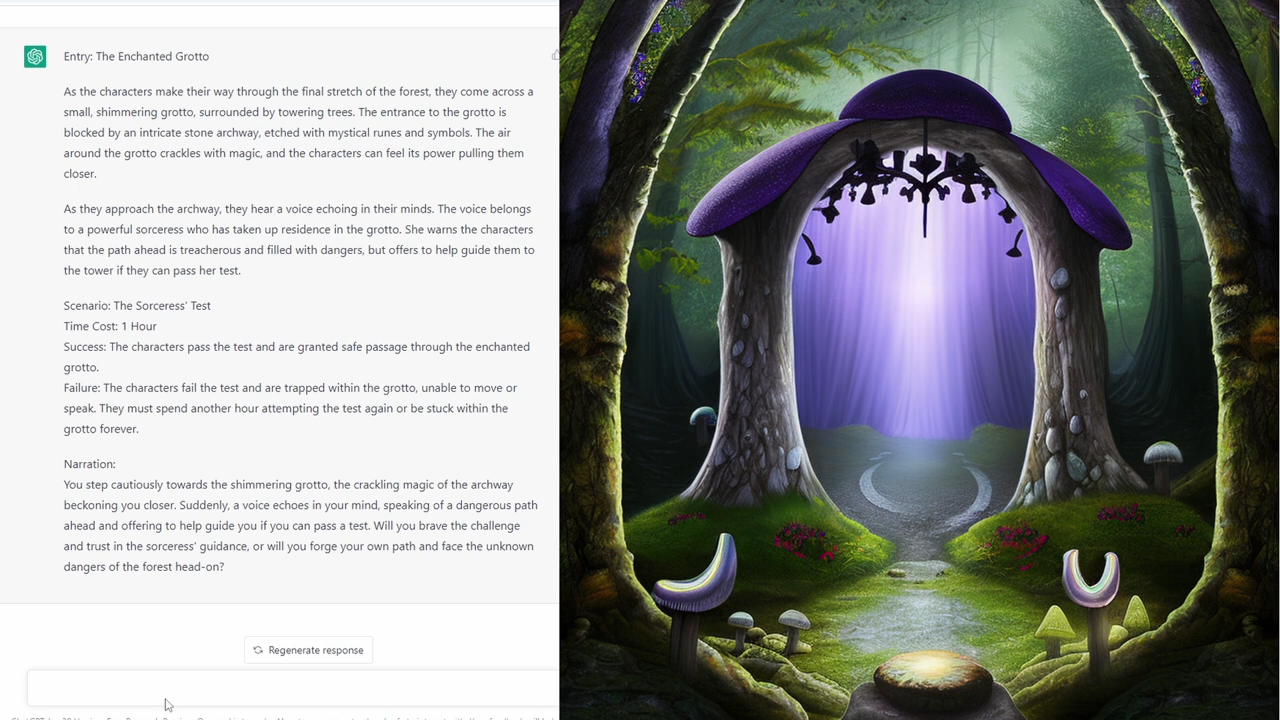 Entry: The Enchanted Grotto
As the characters make their way through the final stretch of the forest, they come across a
small, shimmering grotto, surrounded by towering trees. The entrance to the grotto is
blocked by an intricate stone archway, etched with mystical runes and symbols. The air
around the grotto crackles with magic, and the characters can feel its power pulling them
closer.
As they approach the archway, they hear a voice echoing in their minds. The voice belongs
to a powerful sorceress who has taken up residence in the grotto. She warns the characters
that the path ahead is treacherous and filled with dangers, but offers to help guide them to
the tower if they can pass her test.
Scenario: The Sorceress' Test
Time Cost: 1 Hour
Success: The characters pass the test and are granted safe passage through the enchanted
grotto.
Failure: The characters fail the test and are trapped within the grotto, unable to move or
speak. They must spend another hour attempting the test again or be stuck within the
grotto forever.
Narration:
You step cautiously towards the shimmering grotto, the crackling magic of the archway
beckoning you closer. Suddenly, a voice echoes in your mind, speaking of a dangerous path
ahead and offering to help guide you if you can pass a test. Will you brave the challenge
and trust in the sorceress' guidance, or will you forge your own path and face the unknown
dangers of the forest head-on?
Regenerate response